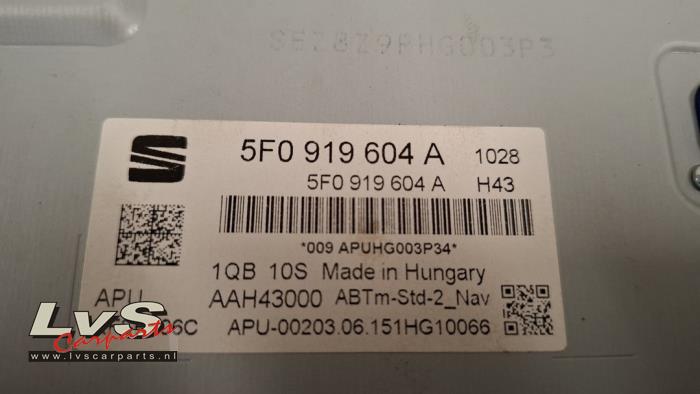 5F0 919 604 A 1028
5F0 919 604 A H43
*009 APUHG003P34*
1QB 10S Made in Hungary
APU AAH43000 ABTm-Std-2_Nav
APU-00203.06.151HG10066
LvS
Carparts
www.lvscarparts.nl